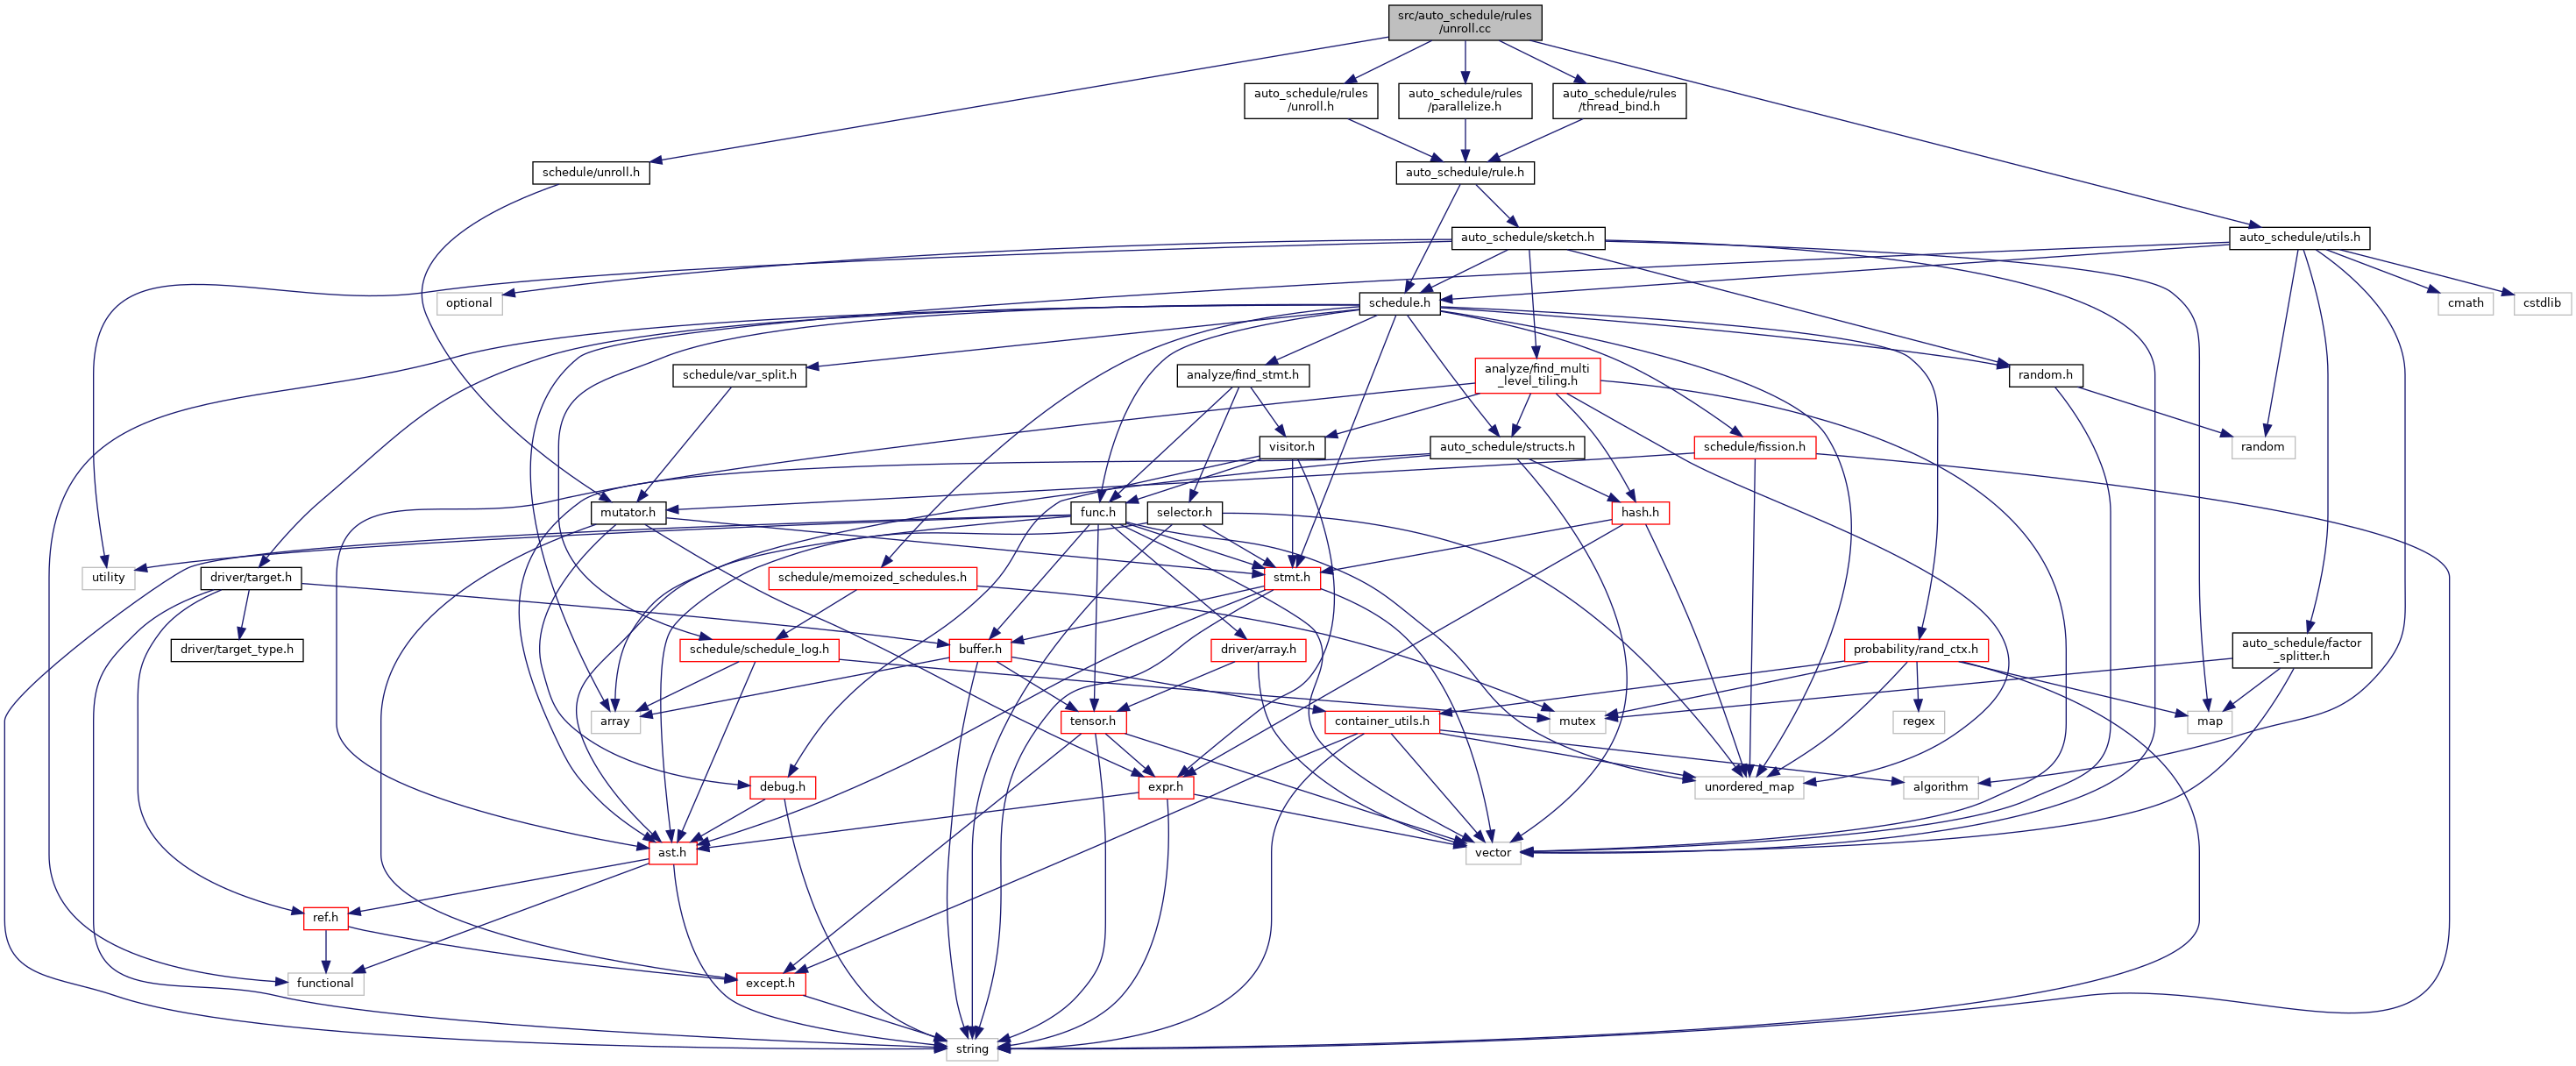 src/auto_schedule/rules
/unroll.cc
auto_schedule/rules
/unroll.h
auto_schedule/rules
/parallelize.h
auto_schedule/rules
/thread_bind.h
schedule/unroll.h
auto_schedule/rule.h
auto_schedule/sketch.h
auto_schedule/utils.h
optional
schedule.h
cmath
cstdlib
schedule/var_split.h
analyze/find_stmt.h
analyze/find_multi
_level_tiling.h
random.h
visitor.h
auto_schedule/structs.h
schedule/fission.h
random
mutator.h
func.h
selector.h
hash.h
utility
driver/target.h
schedule/memoized_schedules.h
stmt.h
driver/target_type.h
schedule/schedule_log.h
buffer.h
driver/array.h
probability/rand_ctx.h
auto_schedule/factor
_splitter.h
array
tensor.h
container_utils.h
mutex
regex
map
debug.h
expr.h
unordered_map
algorithm
ast.h
vector
ref.h
functional
except.h
string